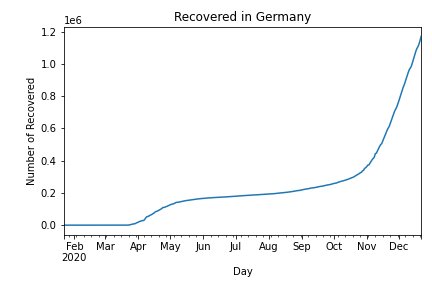 Recovered in Germany
1e6
1.2
1.0
0.8
0.6
0.4
0.2
0.0
Number of Recovered
Feb Mar Apr May Jun Jul Aug Sep Oct Nov Dec
2020
Day